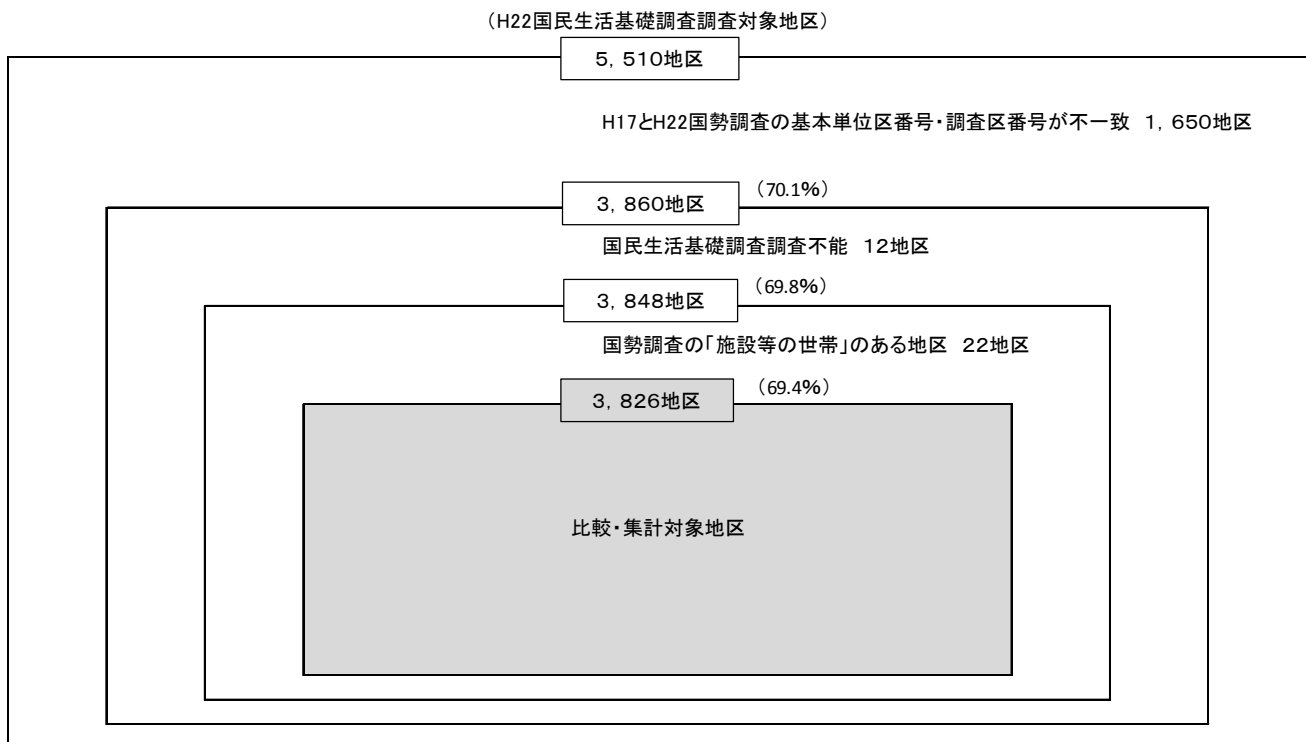 （H22国民生活基礎調査調査対象地区）
５，５１０地区
H17とH22国勢調査の基本単位区番号・調査区番号が不一致　１，６５０地区
３，８６０地区　（70.1%）
国民生活基礎調査調査不能　１２地区
３，８４８地区　（69.8%）
国勢調査の「施設等の世帯」のある地区　２２地区
３，８２６地区　（69.4%）
比較・集計対象地区